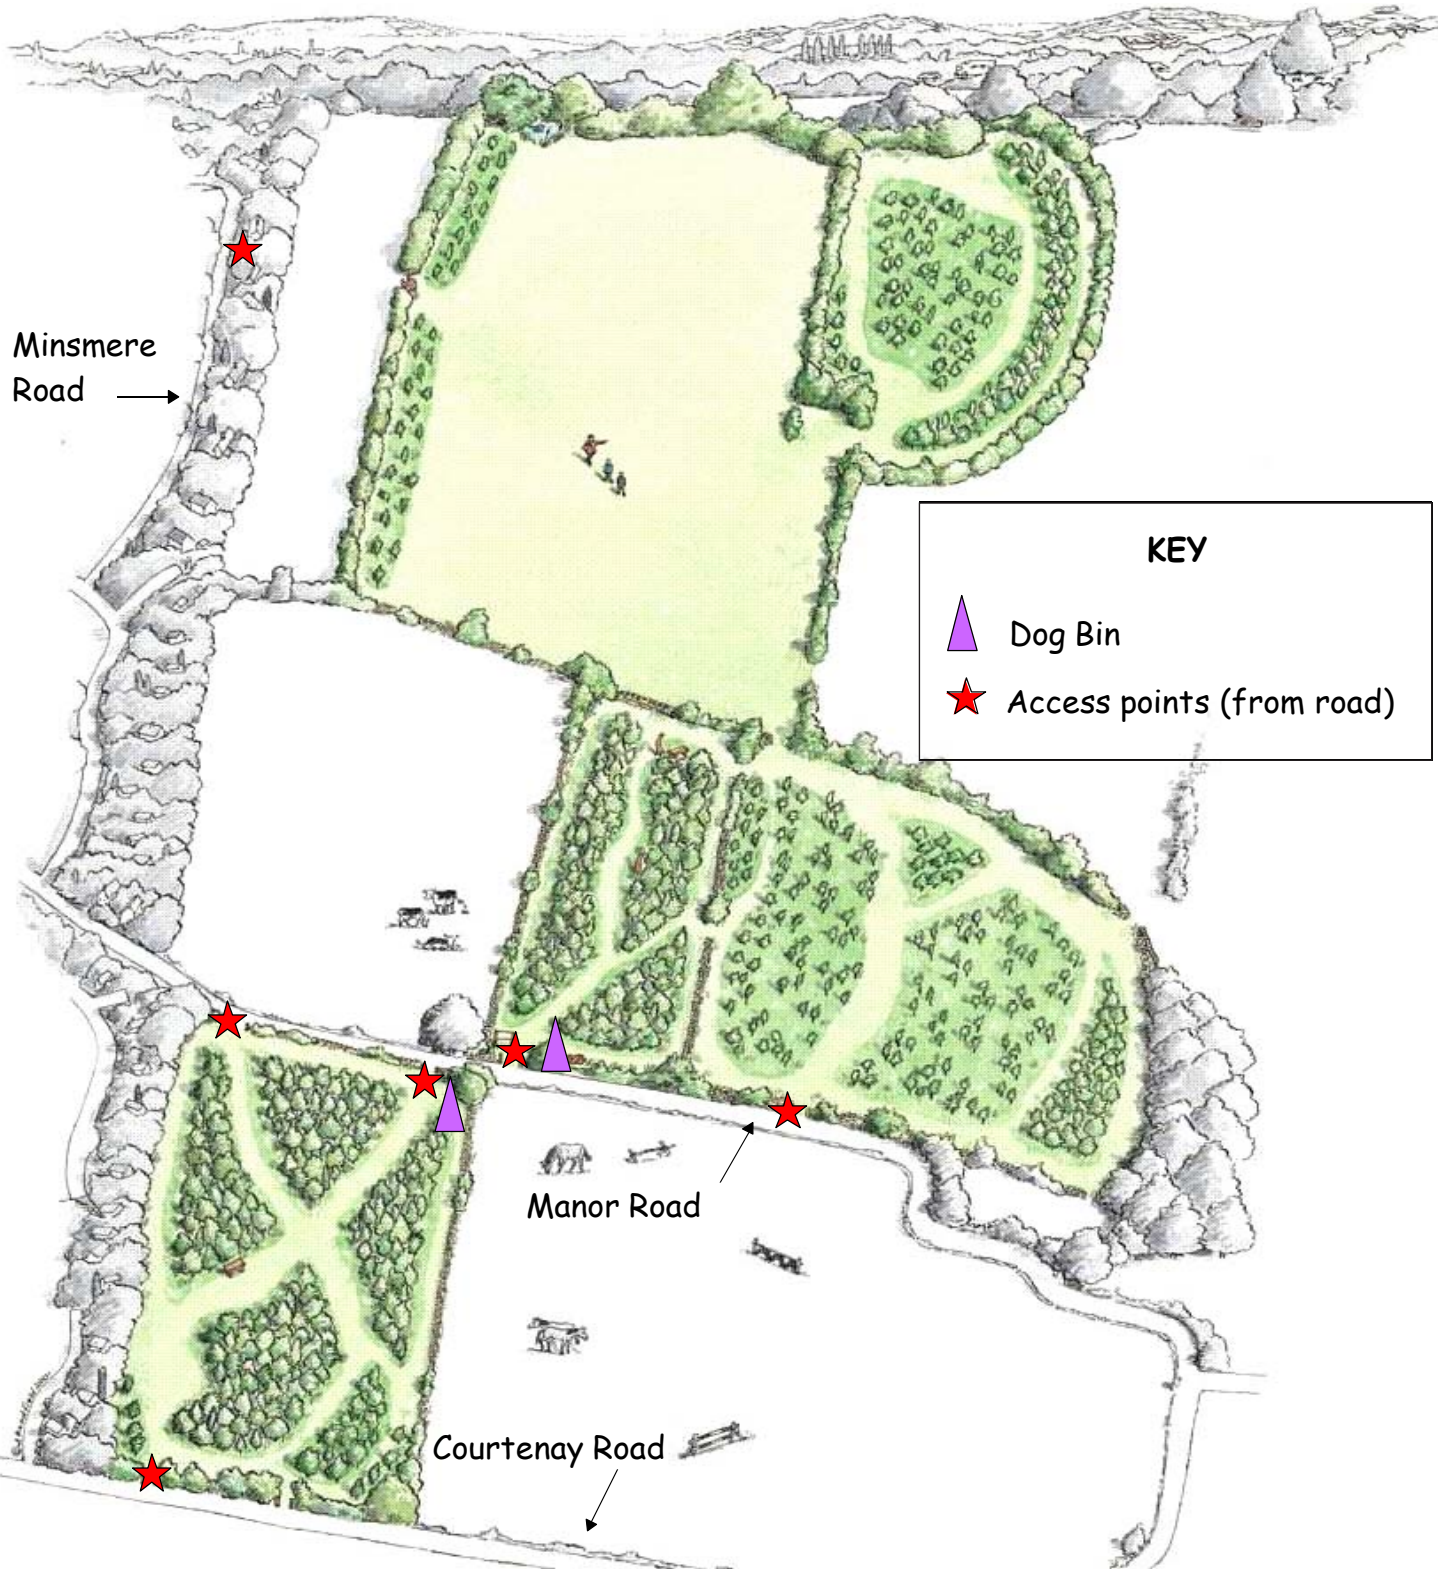 Minsmere
Road
KEY
Dog Bin
Access points (from road)
Manor Road
Courtenay Road